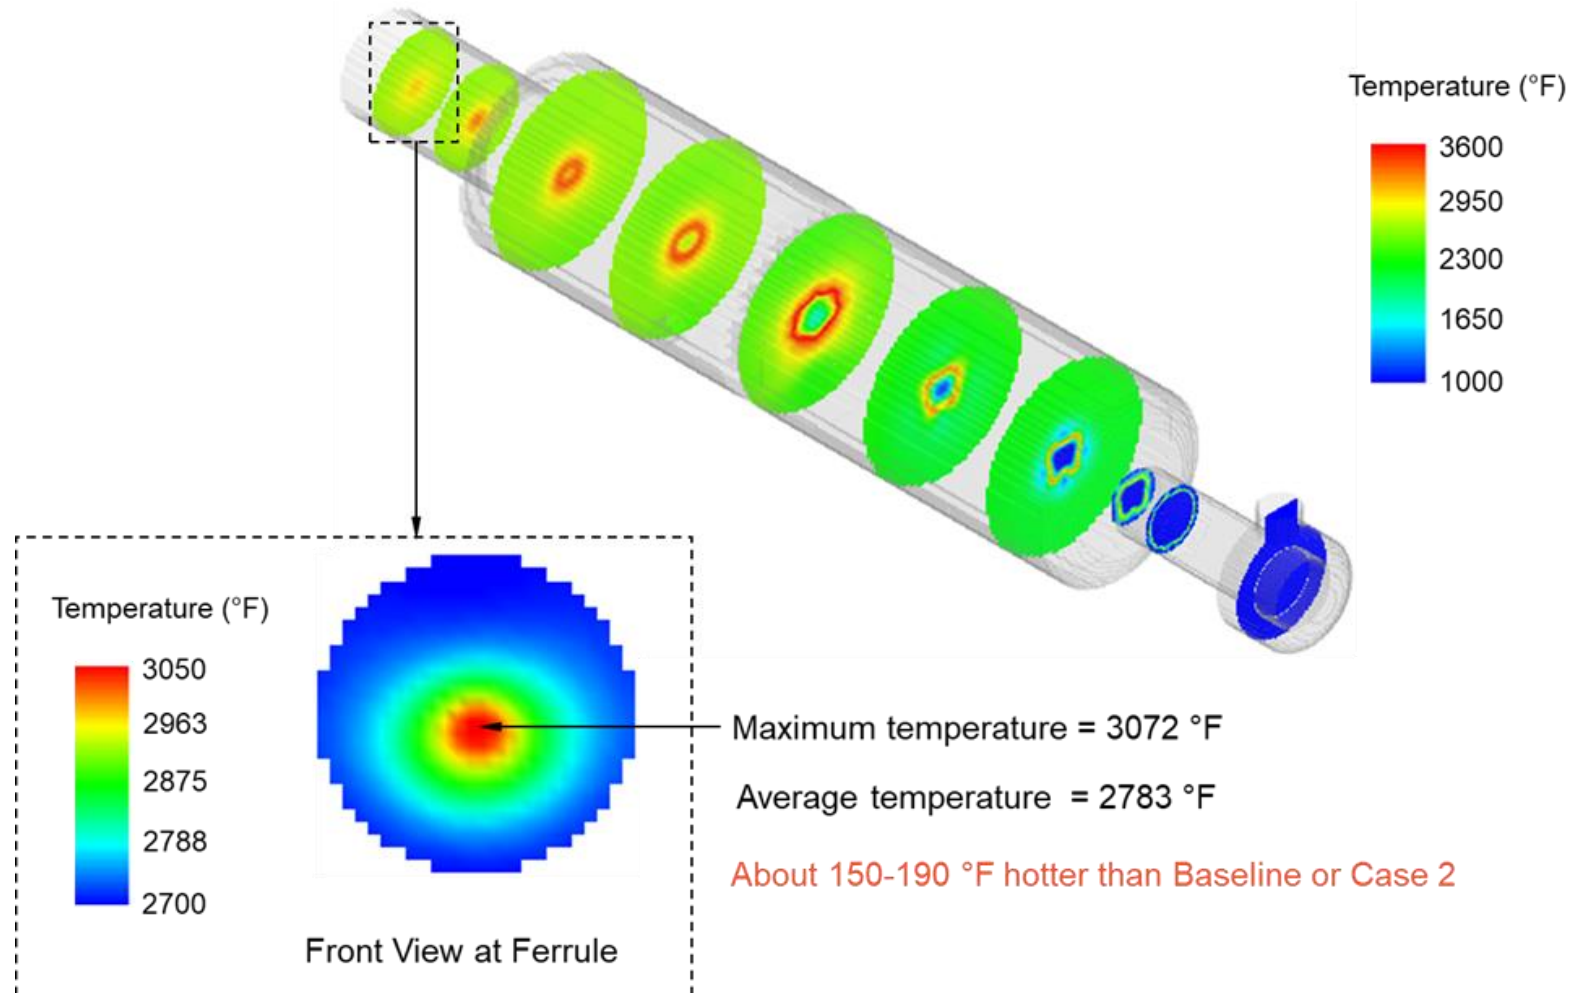 Temperature (°F)
3600
2950
2300
1650
1000
Temperature (°F)
3050
2963
2875
2788
2700
Maximum temperature = 3072 °F
Average temperature = 2783 °F
About 150-190 °F hotter than Baseline or Case 2
Front View at Ferrule